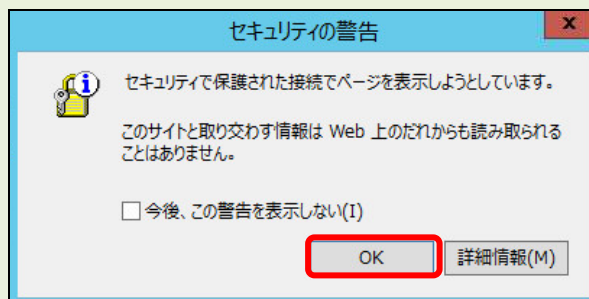 セキュリティの警告
セキュリティで保護された接続でページを表示しようとしています。
このサイトと取り交わす情報は Web 上のだれからも読み取られる
ことはありません。
今後、この警告を表示しない(I)
OK
詳細情報(M)